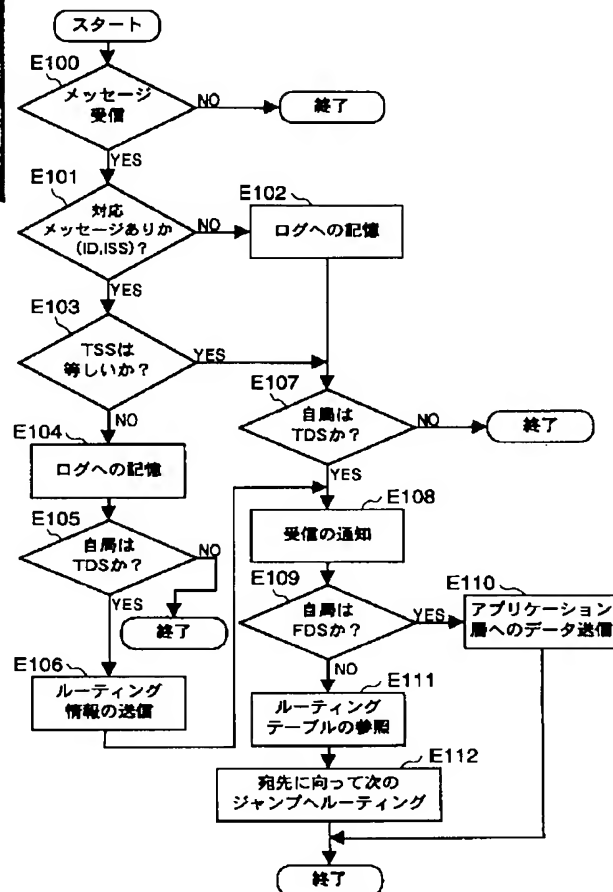 スタート
E100
メッセージ
受信
NO
終了
YES
E101
対応
メッセージありか
(ID,ISS)？
NO
E102
ログへの記憶
YES
E103
TSSは
等しいか？
YES
NO
E104
ログへの記憶
E105
自局は
TDSか？
NO
終了
YES
E106
ルーティング
情報の送信
E107
自局は
TDSか？
NO
終了
YES
E108
受信の通知
E109
自局は
FDSか？
YES
E110
アプリケーション
層へのデータ送信
NO
E111
ルーティング
テーブルの参照
E112
宛先に向って次の
ジャンプへルーティング
終了